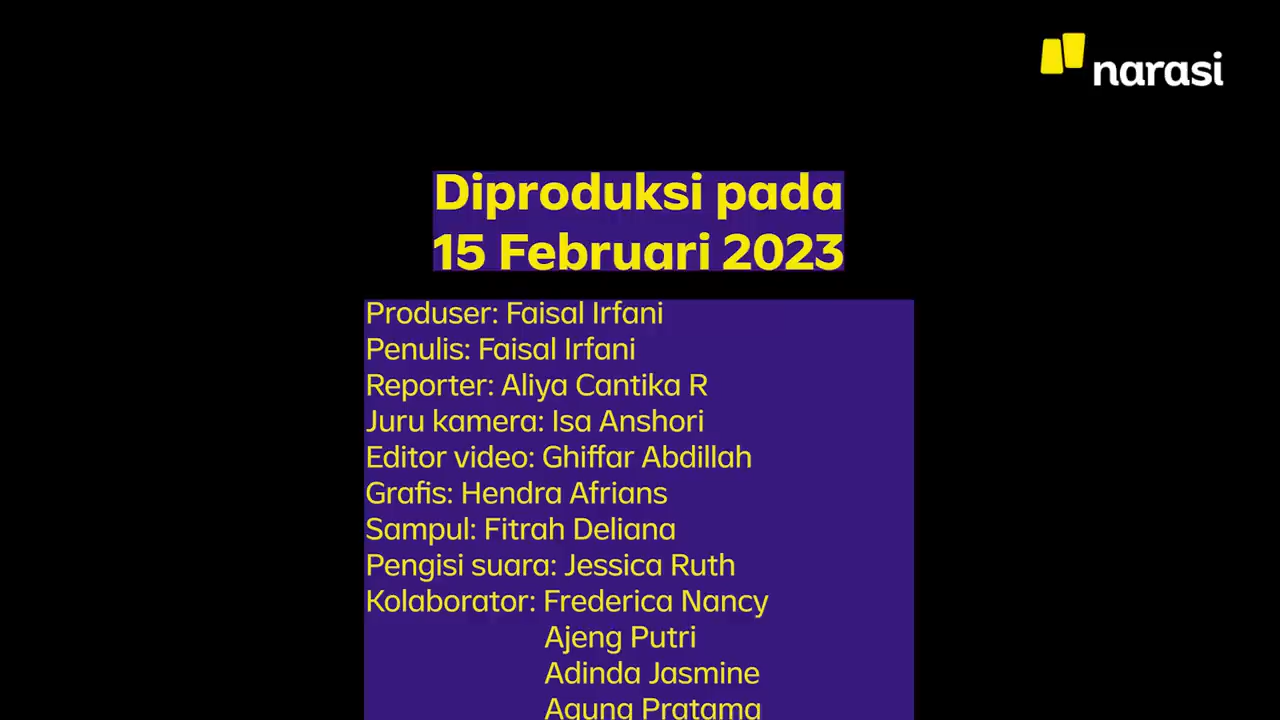 narasi
Diproduksi pada
15 Februari 2023
Produser: Faisal Irfani
Penulis: Faisal Irfani
Reporter: Aliya Cantika R
Juru kamera: Isa Anshori
Editor video: Ghiffar Abdillah
Grafis: Hendra Afrians
Sampul: Fitrah Deliana
Pengisi suara: Jessica Ruth
Kolaborator: Frederica Nancy
Ajeng Putri
Adinda Jasmine
Agung Pratama